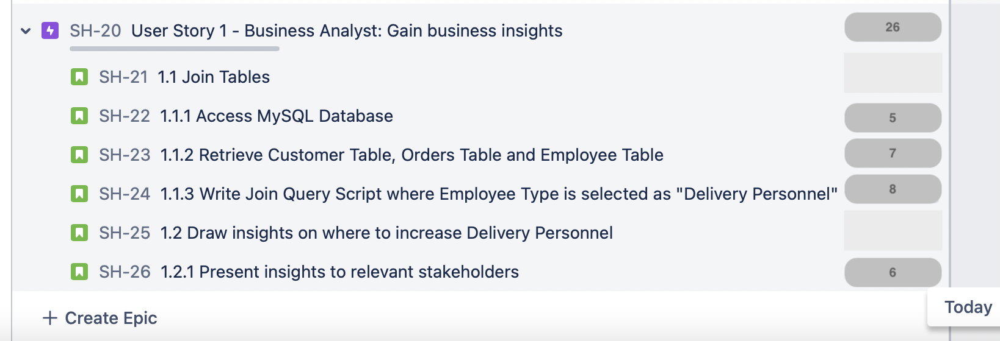 SH-20 User Story 1 - Business Analyst: Gain business insights 26
SH-21 1.1 Join Tables
SH-22 1.1.1 Access MySQL Database 5
SH-23 1.1.2 Retrieve Customer Table, Orders Table and Employee Table 7
SH-24 1.1.3 Write Join Query Script where Employee Type is selected as "Delivery Personnel" 8
SH-25 1.2 Draw insights on where to increase Delivery Personnel
SH-26 1.2.1 Present insights to relevant stakeholders 6
Today
+ Create Epic